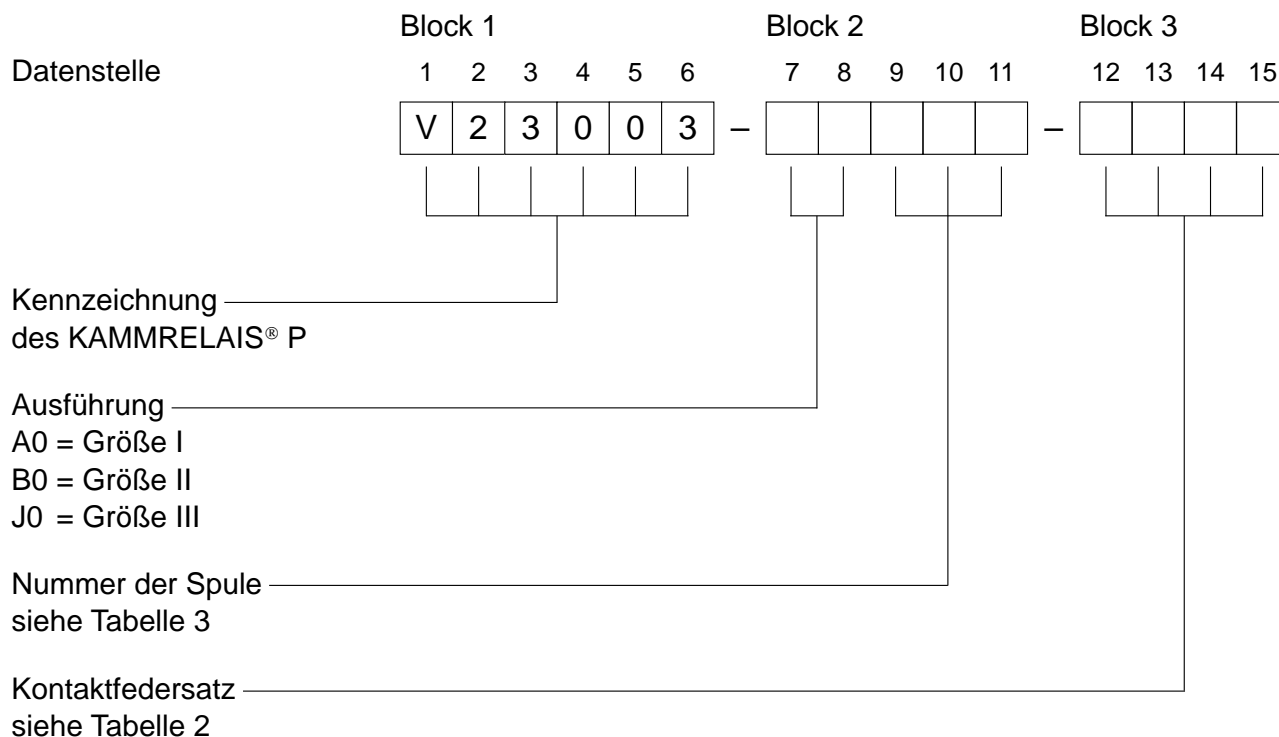 Block 1 Block 2 Block 3
Datenstelle 1 2 3 4 5 6 7 8 9 10 11 12 13 14 15
V 2 3 0 0 3 – –
Kennzeichnung
des KAMMRELAIS® P
Ausführung
A0 = Größe I
B0 = Größe II
J0 = Größe III
Nummer der Spule
siehe Tabelle 3
Kontaktfedersatz
siehe Tabelle 2